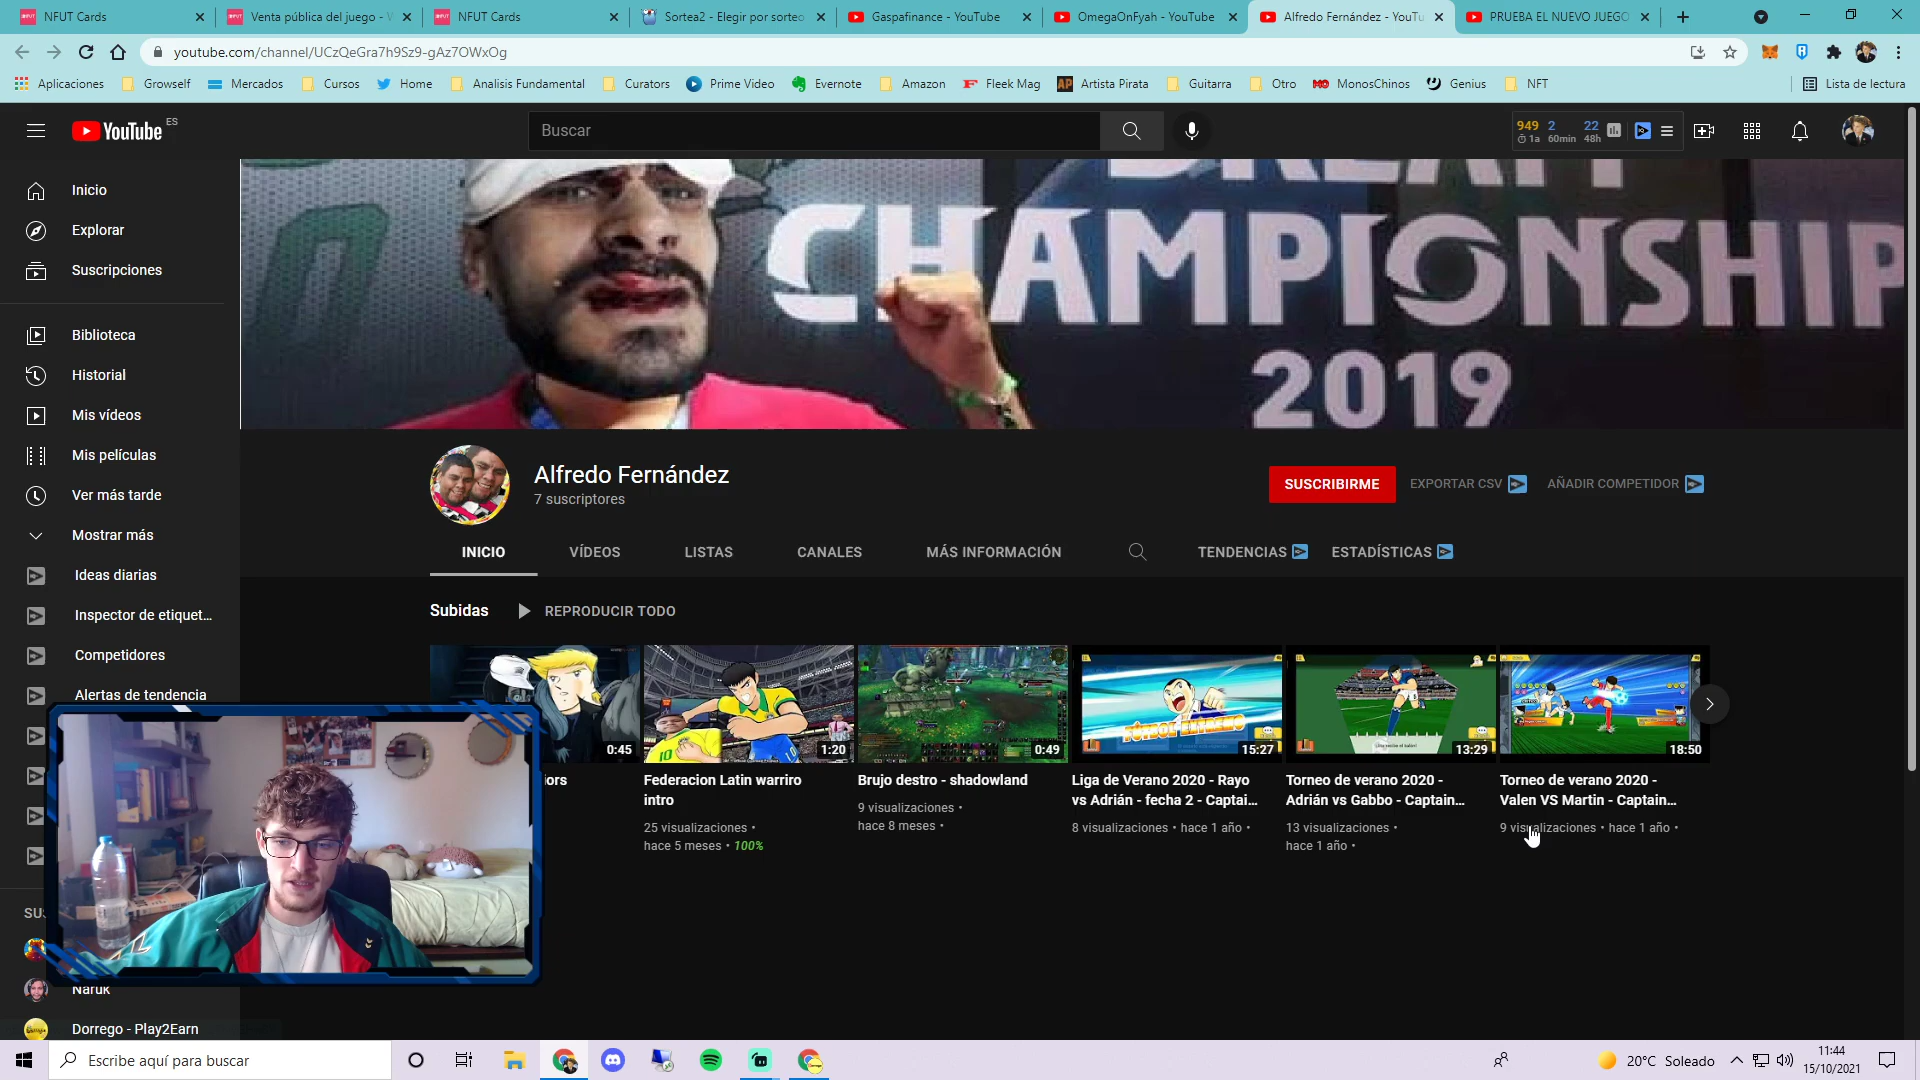 NFUT Cards
Venta pública del juego - V
NFUT Cards
Sortea2 - Elegir por sorteo
Gaspafinance - YouTube
OmegaOnFyah - YouTube
Alfredo Fernández - YouTu
PRUEBA EL NUEVO JUEGO
youtube.com/channel/UCzQeGra7h9Sz9-gAz7OWxOg
Aplicaciones
Growself
Mercados
Cursos
Home
Analisis Fundamental
Curators
Prime Video
Evernote
Amazon
Fleek Mag
Artista Pirata
Guitarra
Otro
MonosChinos
Genius
NFT
Lista de lectura
YouTube ES
Buscar
949 2 22
1a 60min 48h
Inicio
Explorar
Suscripciones
Biblioteca
Historial
Mis vídeos
Mis películas
Ver más tarde
Mostrar más
Ideas diarias
Inspector de etiquet...
Competidores
Alertas de tendencia
SU
Naruk
Dorrego - Play2Earn
DREAM
CHAMPIONSHIP
2019
Alfredo Fernández
7 suscriptores
SUSCRIBIRME
EXPORTAR CSV
AÑADIR COMPETIDOR
INICIO
VÍDEOS
LISTAS
CANALES
MÁS INFORMACIÓN
TENDENCIAS
ESTADÍSTICAS
Subidas
REPRODUCIR TODO
0:45
iors
1:20
Federacion Latin warriro
intro
25 visualizaciones •
hace 5 meses • 100%
0:49
Brujo destro - shadowland
9 visualizaciones •
hace 8 meses •
FÚTBOL EXTREMO
15:27
Liga de Verano 2020 - Rayo
vs Adrián - fecha 2 - Captai...
8 visualizaciones • hace 1 año •
13:29
Torneo de verano 2020 -
Adrián vs Gabbo - Captain...
13 visualizaciones •
hace 1 año •
18:50
Torneo de verano 2020 -
Valen VS Martin - Captain...
9 visualizaciones • hace 1 año •
Escribe aquí para buscar
20°C Soleado
11:44
15/10/2021